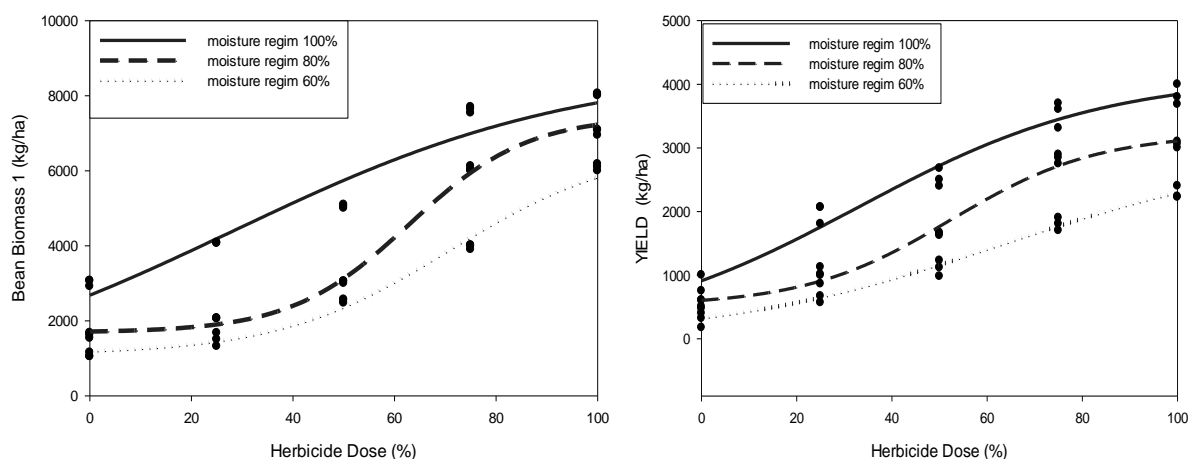 10000
8000
6000
4000
2000
0
Bean Biomass 1 (kg/ha)
moisture regim 100%
moisture regim 80%
moisture regim 60%
0 20 40 60 80 100
Herbicide Dose (%)
5000
4000
3000
2000
1000
0
YIELD (kg/ha)
moisture regim 100%
moisture regim 80%
moisture regim 60%
0 20 40 60 80 100
Herbicide Dose (%)